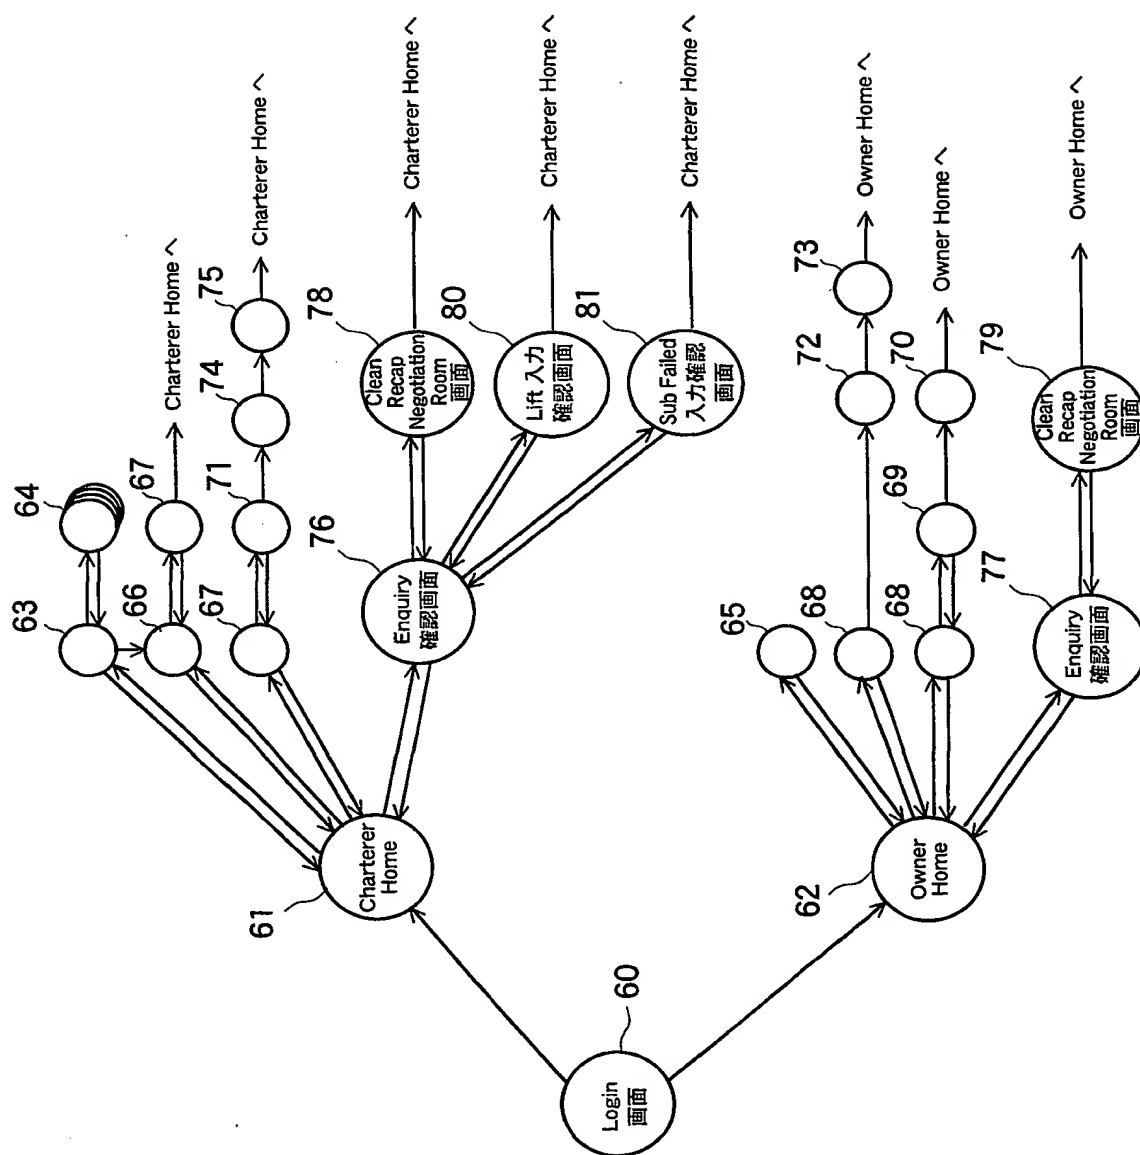 64
63
67
Charterer Home へ
66
75
Charterer Home へ
74
71
67
78
Clean
Recap
Negotiation
Room
画面
Charterer Home へ
76
Enquiry
確認画面
80
Lift 入力
確認画面
Charterer Home へ
81
Sub Failed
入力確認
画面
Charterer Home へ
61
Charterer
Home
60
Login
画面
62
Owner
Home
65
68
72
73
Owner Home へ
68
69
70
Owner Home へ
77
Enquiry
確認画面
79
Clean
Recap
Negotiation
Room
画面
Owner Home へ